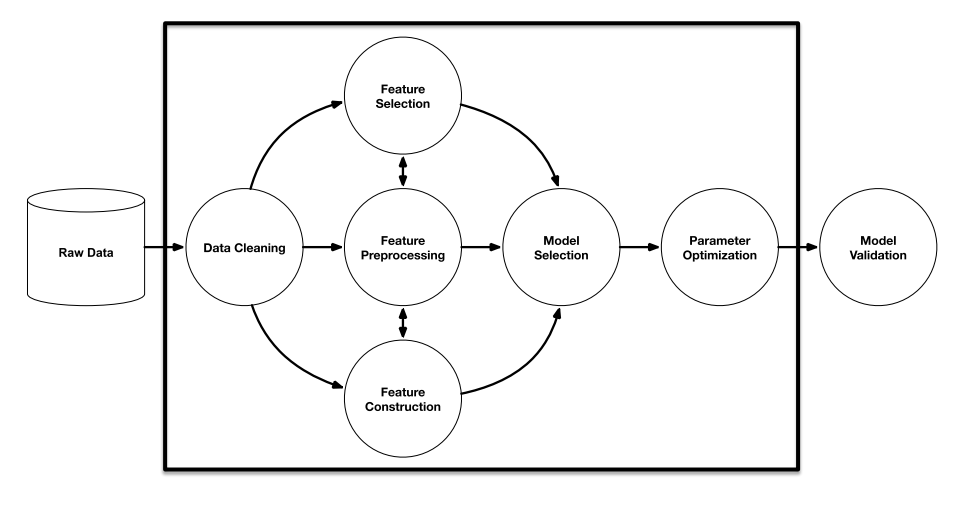 Raw Data
Data Cleaning
Feature
Selection
Feature
Preprocessing
Feature
Construction
Model
Selection
Parameter
Optimization
Model
Validation